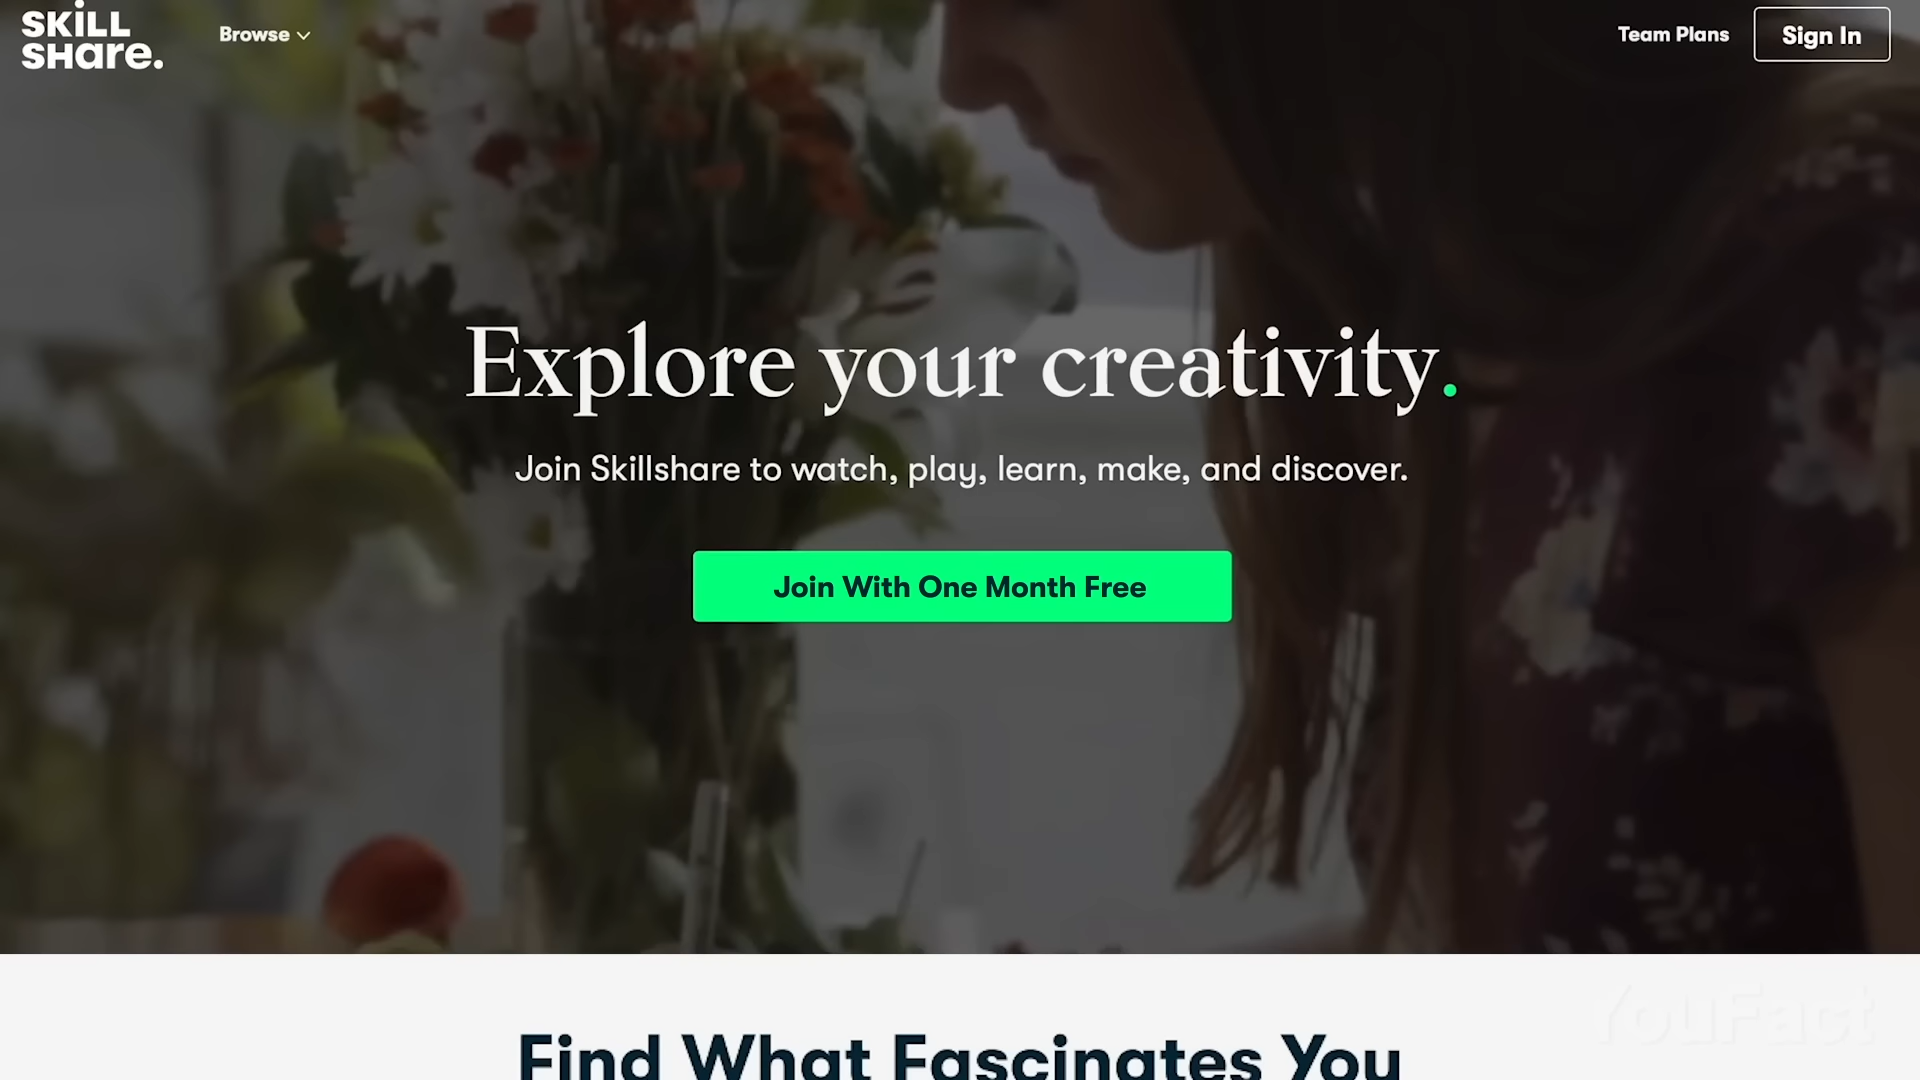 SKiLL
SHare.
Browse
Team Plans
Sign In
Explore your creativity.
Join Skillshare to watch, play, learn, make, and discover.
Join With One Month Free
YouFact
Find What Fascinates You